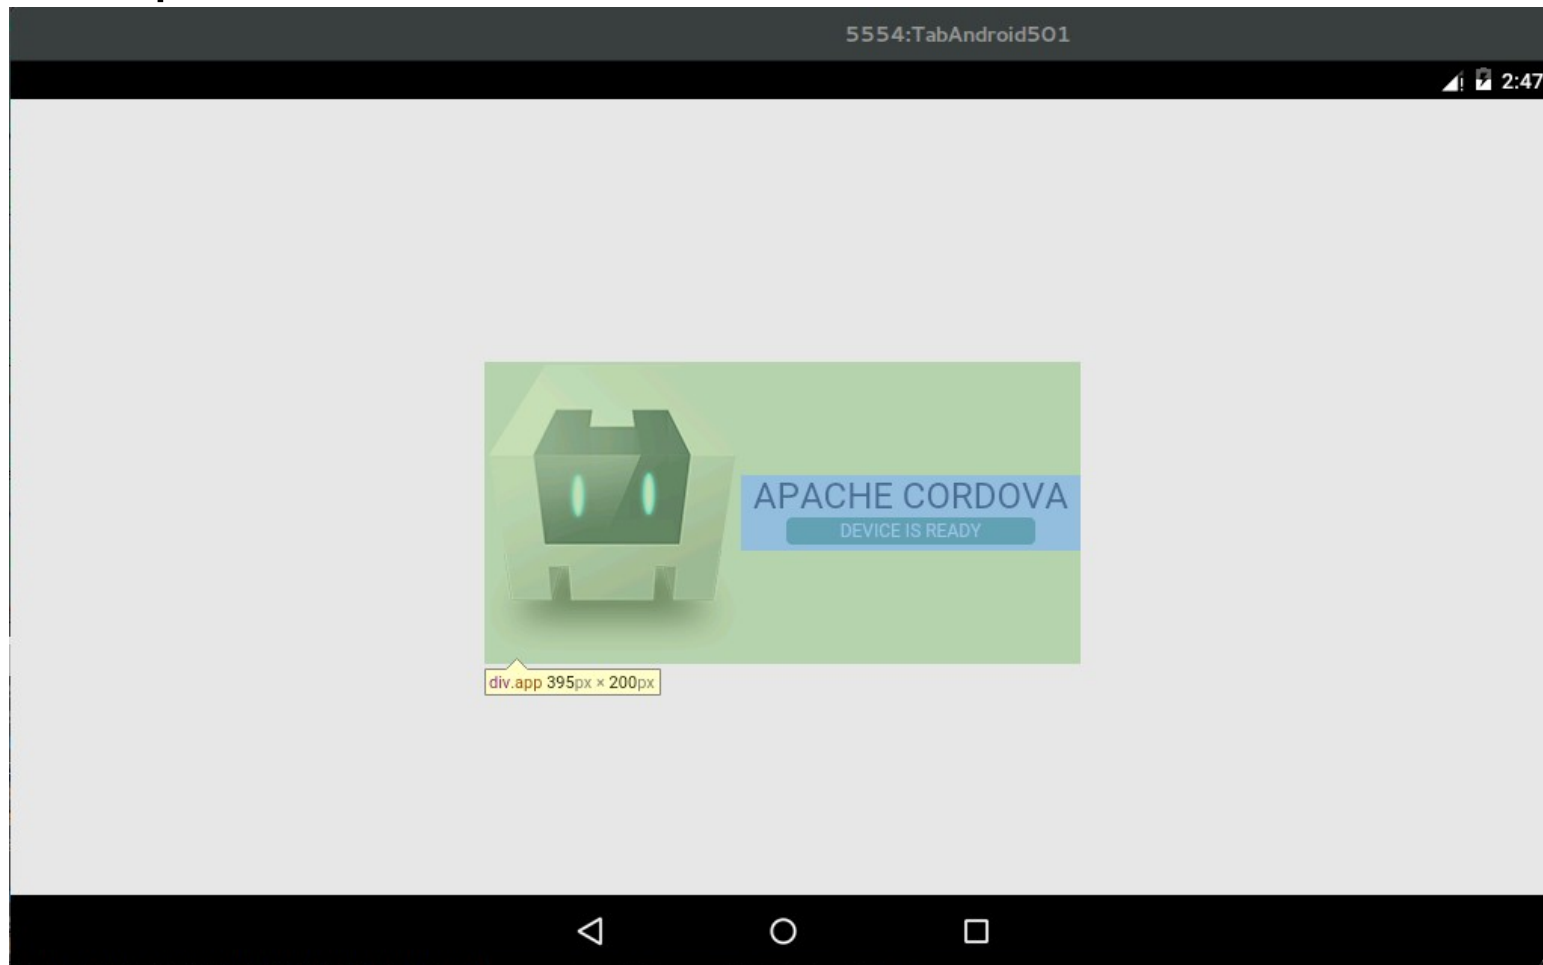 5554:TabAndroid501
2:47
APACHE CORDOVA
DEVICE IS READY
div.app 395px × 200px